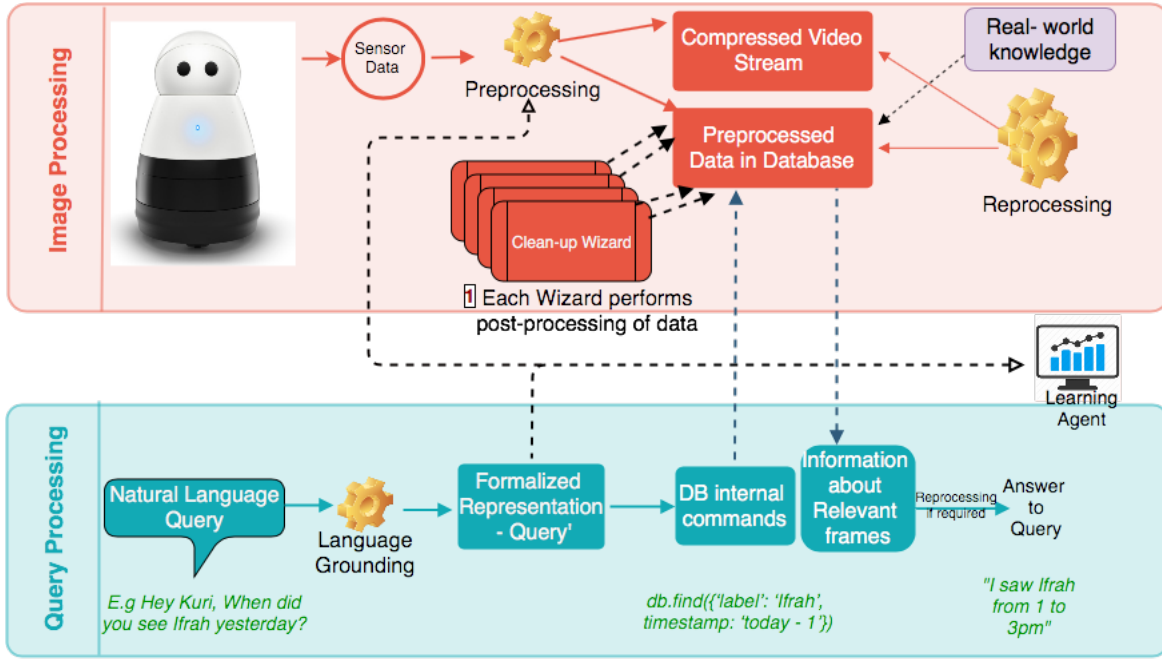 Image Processing
Sensor
Data
Preprocessing
Compressed Video
Stream
Real- world
knowledge
Preprocessed
Data in Database
Reprocessing
Clean-up Wizard
1 Each Wizard performs
post-processing of data
Learning
Agent
Query Processing
Natural Language
Query
Language
Grounding
Formalized
Representation
- Query'
DB internal
commands
Information
about
Relevant
frames
Reprocessing
if required
Answer
to
Query
E.g Hey Kuri, When did
you see Ifrah yesterday?
db.find({'label': 'Ifrah',
timestamp: 'today - 1'})
"I saw Ifrah
from 1 to
3pm"